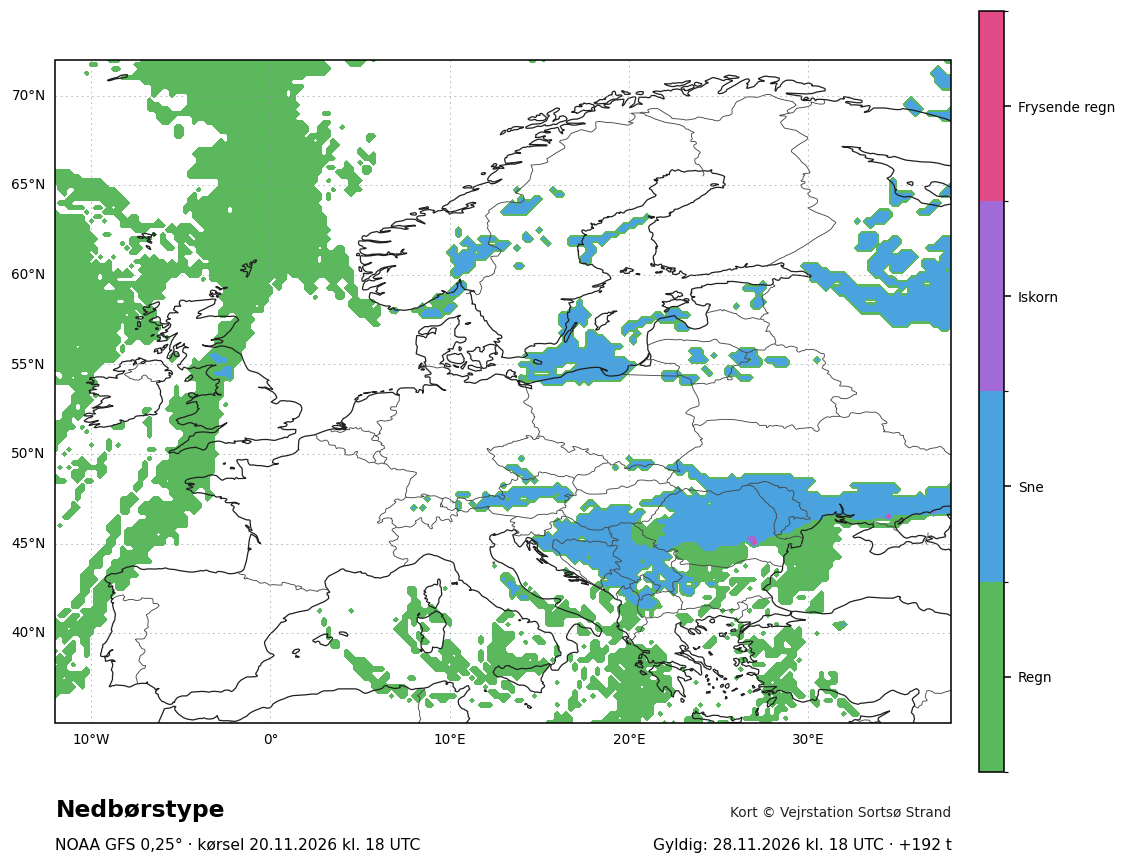 70°N
65°N
60°N
55°N
50°N
45°N
40°N
10°W
0°
10°E
20°E
30°E
Frysende regn
Iskorn
Sne
Regn
Nedbørstype
Kort © Vejrstation Sortsø Strand
NOAA GFS 0,25° · kørsel 20.11.2026 kl. 18 UTC
Gyldig: 28.11.2026 kl. 18 UTC · +192 t